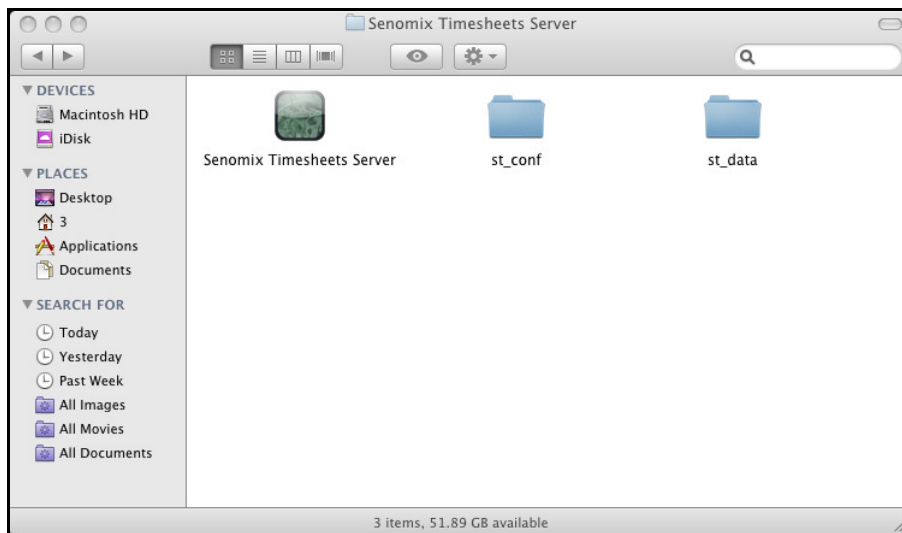 Senomix Timesheets Server
DEVICES
Macintosh HD
iDisk
PLACES
Desktop
3
Applications
Documents
SEARCH FOR
Today
Yesterday
Past Week
All Images
All Movies
All Documents
Senomix Timesheets Server st_conf st_data
3 items, 51.89 GB available